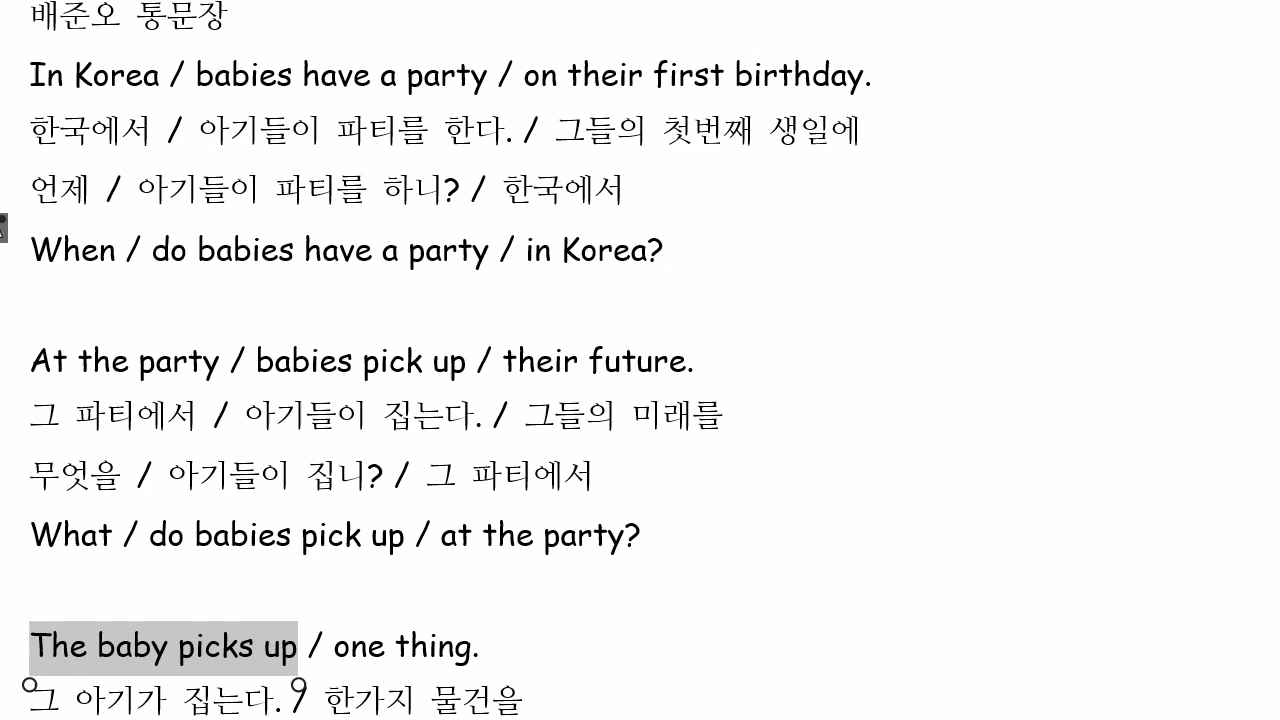 배준오 통문장
In Korea / babies have a party / on their first birthday.
한국에서 / 아기들이 파티를 한다. / 그들의 첫번째 생일에
언제 / 아기들이 파티를 하니? / 한국에서
When / do babies have a party / in Korea?
At the party / babies pick up / their future.
그 파티에서 / 아기들이 집는다. / 그들의 미래를
무엇을 / 아기들이 집니? / 그 파티에서
What / do babies pick up / at the party?
The baby picks up / one thing.
그 아기가 집는다. / 한가지 물건을